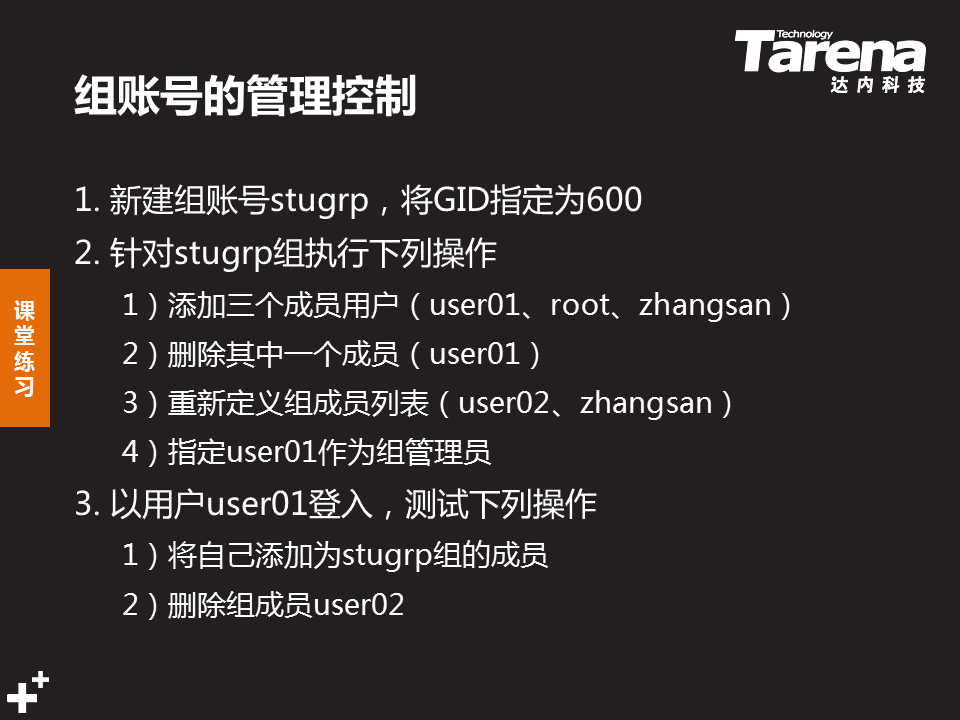 Technology
Tarena
达内科技
组账号的管理控制
1. 新建组账号stugrp，将GID指定为600
2. 针对stugrp组执行下列操作
1）添加三个成员用户（user01、root、zhangsan）
2）删除其中一个成员（user01）
3）重新定义组成员列表（user02、zhangsan）
4）指定user01作为组管理员
3. 以用户user01登入，测试下列操作
1）将自己添加为stugrp组的成员
2）删除组成员user02
课
堂
练
习